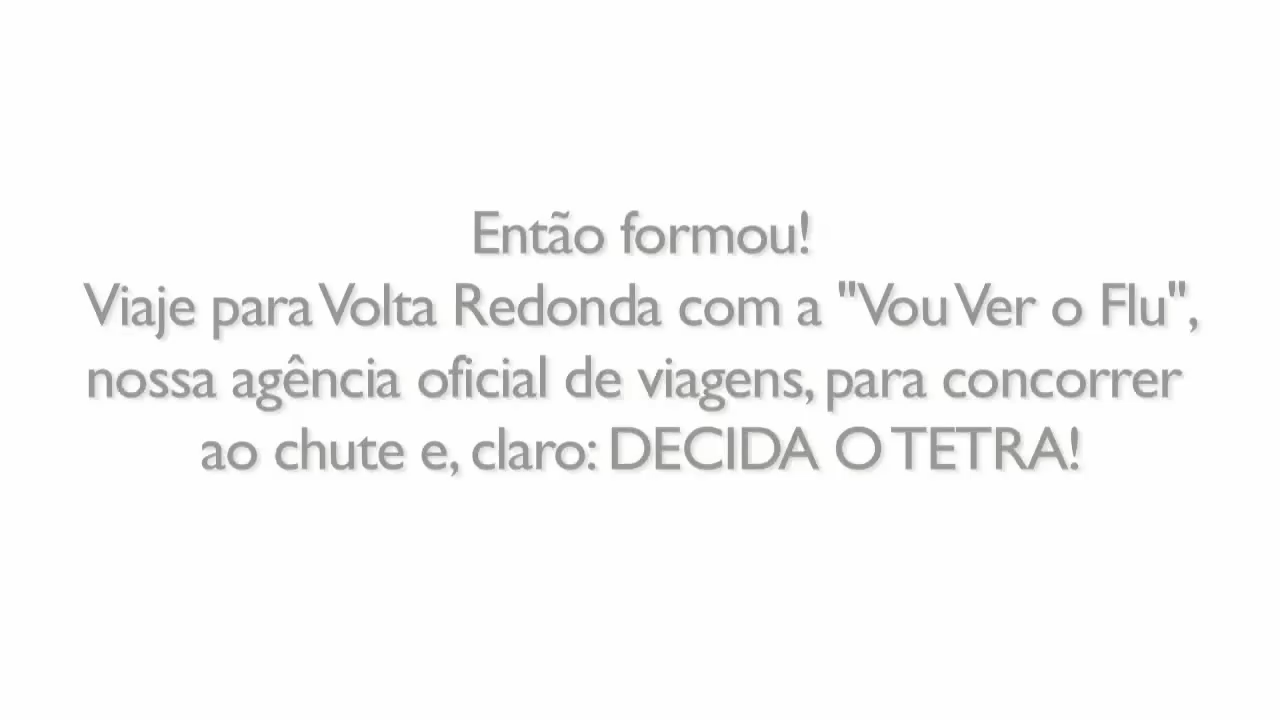 Então formou!
Viaje para Volta Redonda com a "Vou Ver o Flu",
nossa agência oficial de viagens, para concorrer
ao chute e, claro: DECIDA O TETRA!